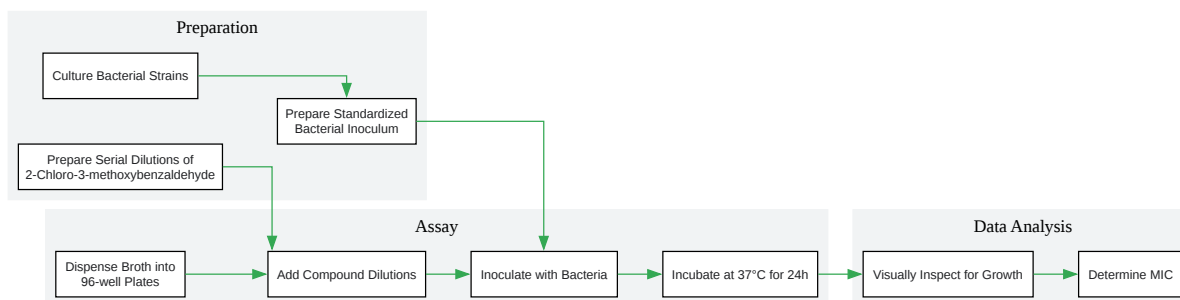 Preparation
Culture Bacterial Strains
Prepare Standardized
Bacterial Inoculum
Prepare Serial Dilutions of
2-Chloro-3-methoxybenzaldehyde
Assay
Dispense Broth into
96-well Plates
Add Compound Dilutions
Inoculate with Bacteria
Incubate at 37°C for 24h
Data Analysis
Visually Inspect for Growth
Determine MIC